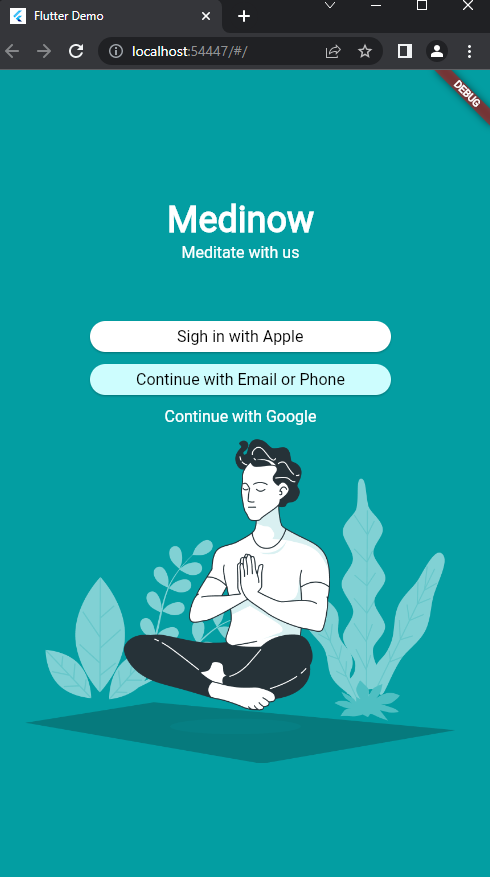 Flutter Demo
localhost:54447/#/
DEBUG
Medinow
Meditate with us
Sigh in with Apple
Continue with Email or Phone
Continue with Google